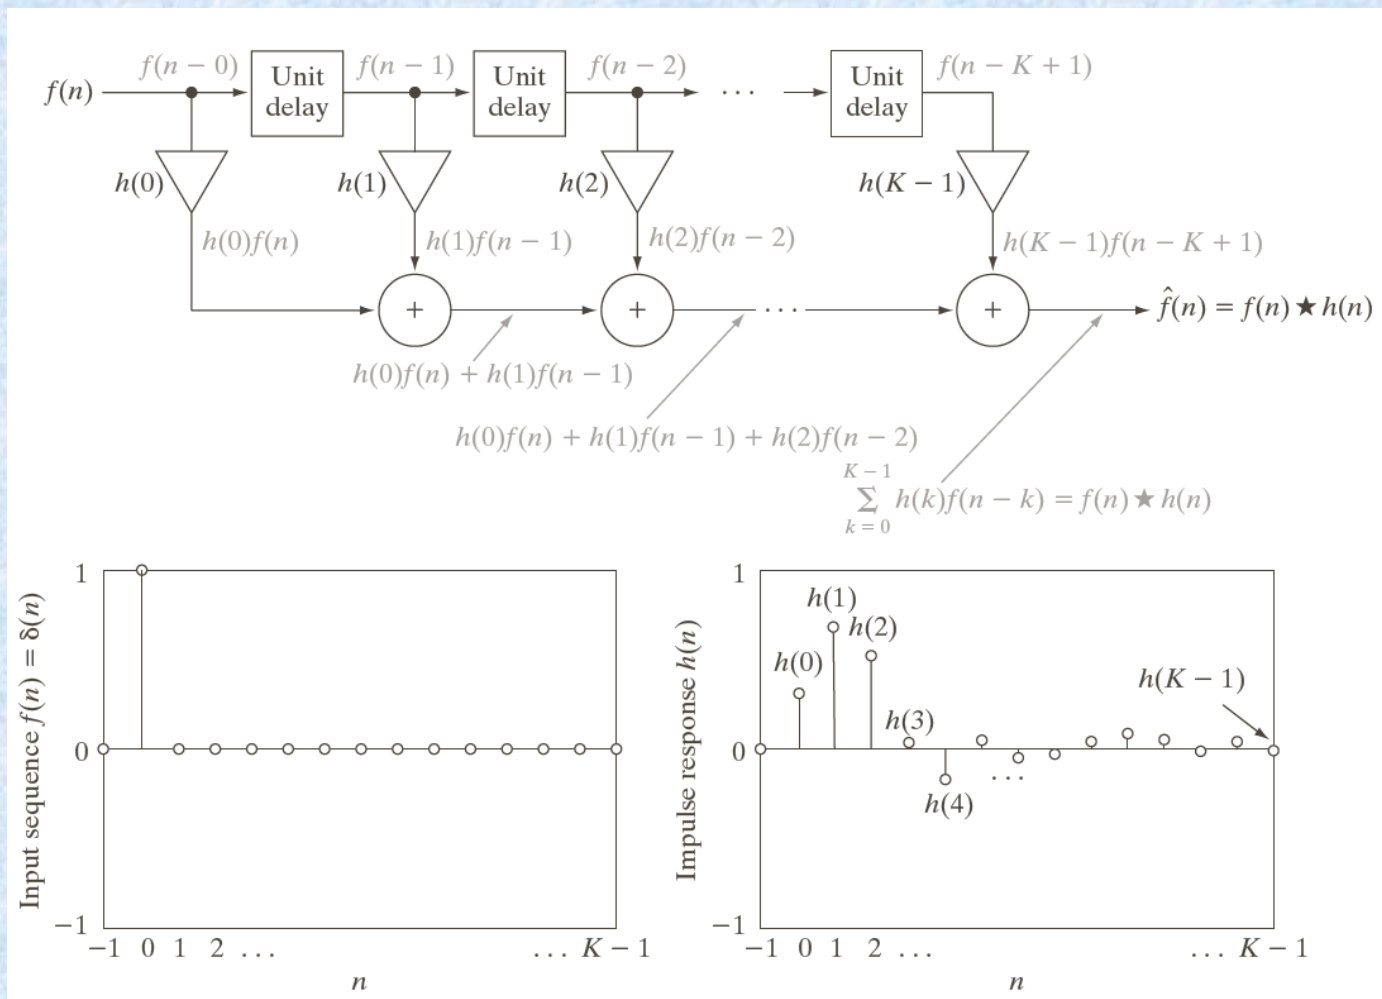 f(n)
f(n − 0)
Unit delay
f(n − 1)
Unit delay
f(n − 2)
· · ·
Unit delay
f(n − K + 1)
h(0)
h(1)
h(2)
h(K − 1)
h(0)f(n)
h(1)f(n − 1)
h(2)f(n − 2)
h(K − 1)f(n − K + 1)
+
+
· · ·
+
f̂(n) = f(n) ★ h(n)
h(0)f(n) + h(1)f(n − 1)
h(0)f(n) + h(1)f(n − 1) + h(2)f(n − 2)
K − 1
∑ h(k)f(n − k) = f(n) ★ h(n)
k = 0
Input sequence f(n) = δ(n)
1
0
−1
−1 0 1 2 . . . . . . K − 1
n
Impulse response h(n)
1
0
−1
h(0)
h(1)
h(2)
h(3)
h(4)
· · ·
h(K − 1)
−1 0 1 2 . . . . . . K − 1
n